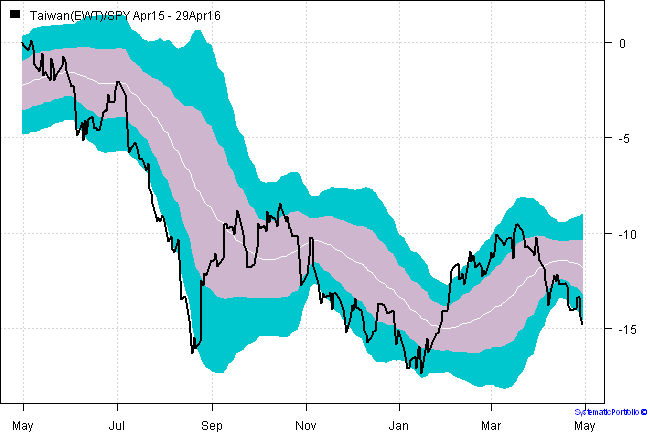 Taiwan(EWT)/SPY Apr15 - 29Apr16
0
-5
-10
-15
SystematicPortfolio ©
May Jul Sep Nov Jan Mar May